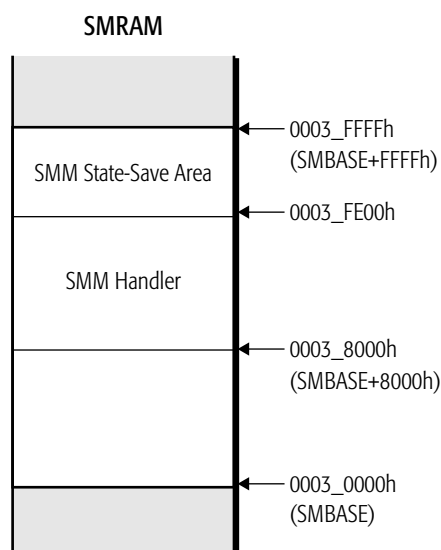 SMRAM
0003_FFFFh
(SMBASE+FFFFh)
SMM State-Save Area
0003_FE00h
SMM Handler
0003_8000h
(SMBASE+8000h)
0003_0000h
(SMBASE)